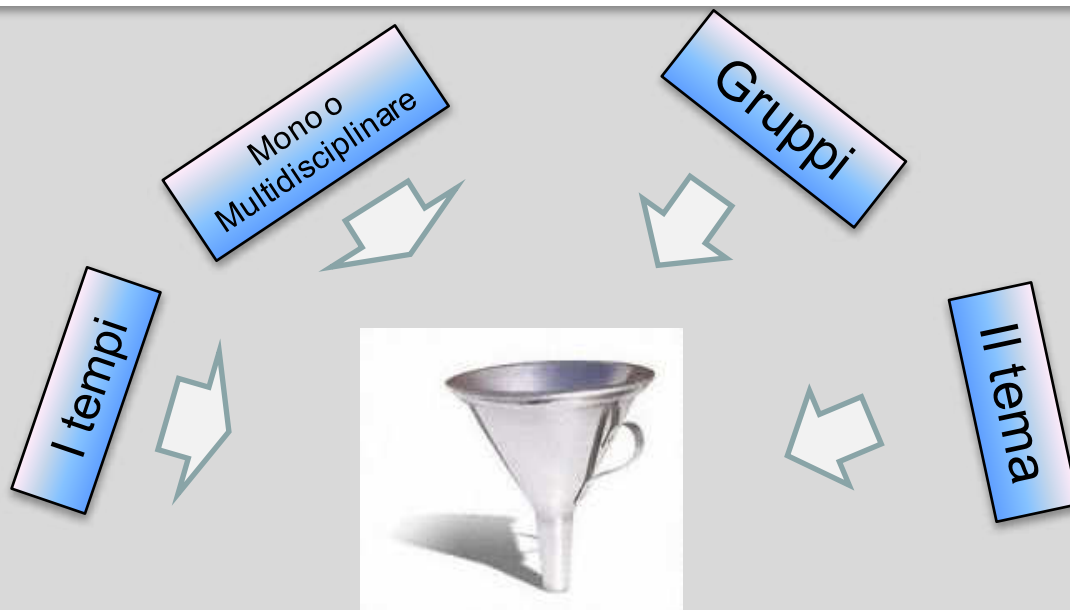 I tempi
Mono o
Multidisciplinare
Gruppi
Il tema